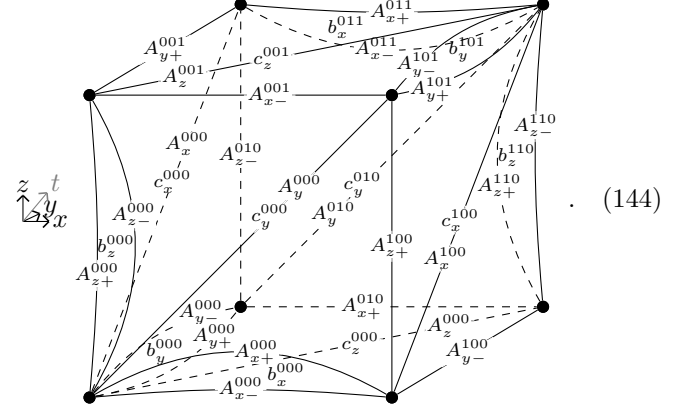 A_{x+}^{011}
b_x^{011}
A_{y+}^{001}
c_z^{001}
A_{x-}^{011}
b_y^{101}
A_z^{001}
A_{y-}^{101}
A_{x-}^{001}
A_{y+}^{101}
A_{z-}^{110}
A_x^{000}
A_{z-}^{010}
b_z^{110}
c_x^{000}
A_y^{000}
c_y^{010}
A_{z+}^{110}
z
t
y
x
A_{z-}^{000}
c_y^{000}
A_y^{010}
c_x^{100}
. (144)
b_z^{000}
A_{z+}^{100}
A_x^{100}
A_{z+}^{000}
A_{y-}^{000}
A_{x+}^{010}
A_{y+}^{000}
A_z^{000}
b_y^{000}
A_{x+}^{000}
c_z^{000}
A_{y-}^{100}
b_x^{000}
A_{x-}^{000}